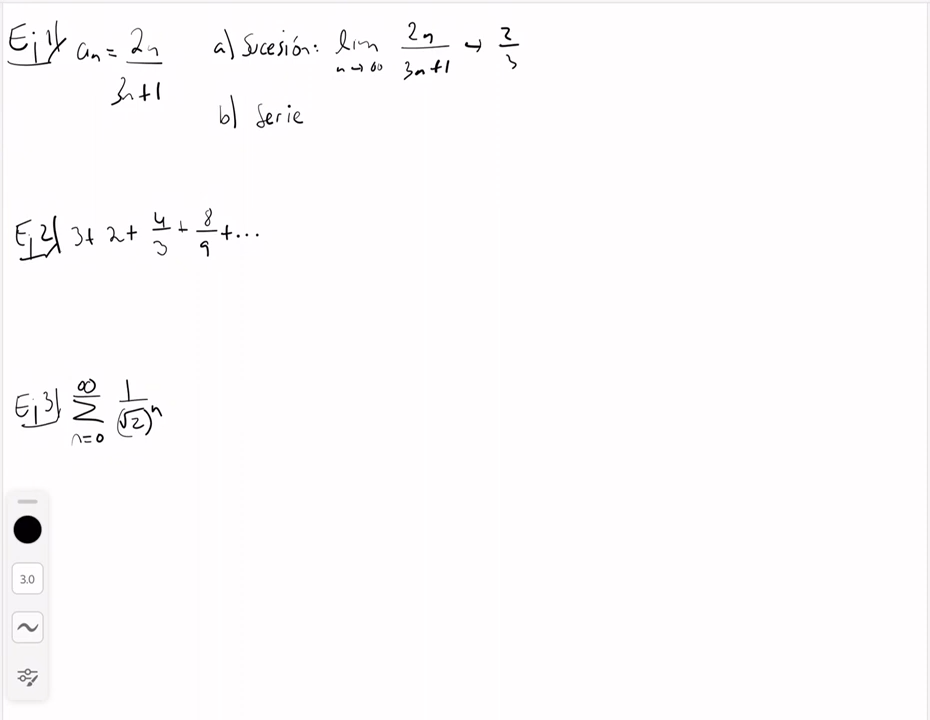 Ej 1) aₙ = 2n/(3n+1) a) Sucesión: lim n→∞ 2n/(3n+1) → 2/3
b) Serie
Ej 2) 3 + 2 + 4/3 + 8/9 + ...
Ej 3) ∑ n=0 ∞ 1/(√2)ⁿ
3.0